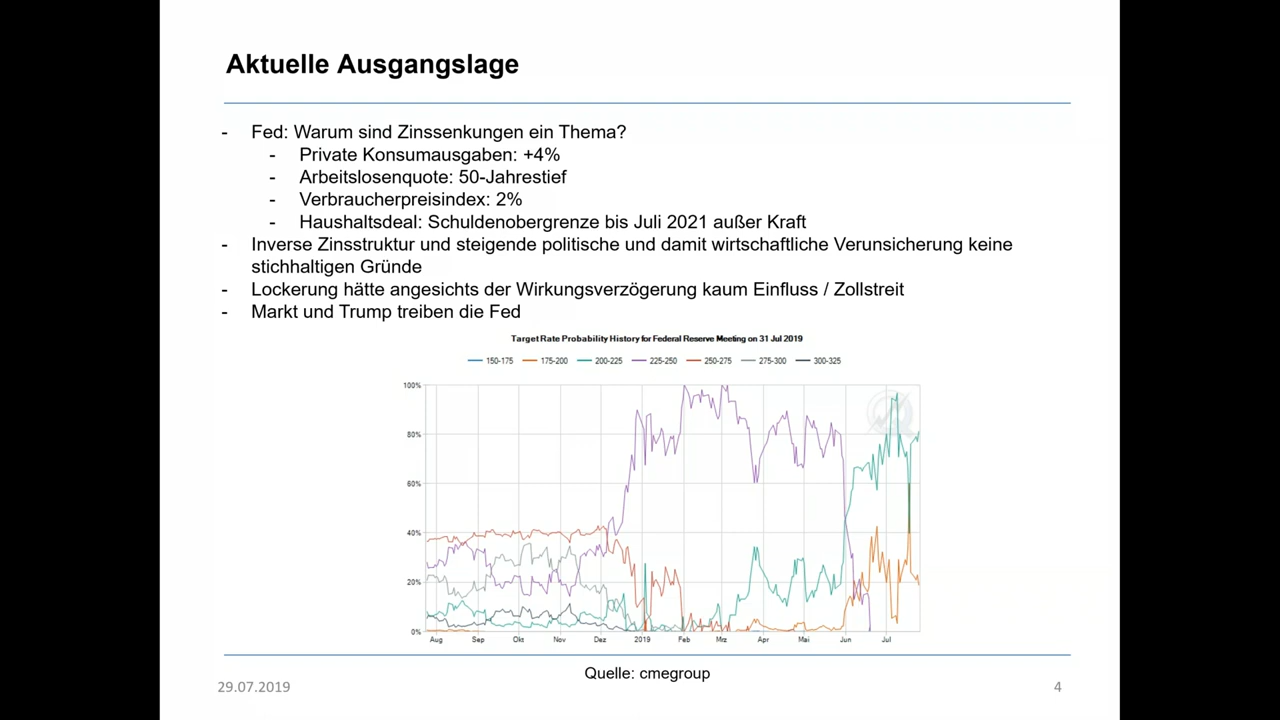 Aktuelle Ausgangslage
- Fed: Warum sind Zinssenkungen ein Thema?
- Private Konsumausgaben: +4%
- Arbeitslosenquote: 50-Jahrestief
- Verbraucherpreisindex: 2%
- Haushaltsdeal: Schuldenobergrenze bis Juli 2021 außer Kraft
- Inverse Zinsstruktur und steigende politische und damit wirtschaftliche Verunsicherung keine
stichhaltigen Gründe
- Lockerung hätte angesichts der Wirkungsverzögerung kaum Einfluss / Zollstreit
- Markt und Trump treiben die Fed
Target Rate Probability History for Federal Reserve Meeting on 31 Jul 2019
150-175 175-200 200-225 225-250 250-275 275-300 300-325
100%
80%
60%
40%
20%
0%
Aug Sep Okt Nov Dez 2019 Feb Mrz Apr Mai Jun Jul
Quelle: cmegroup
29.07.2019 4